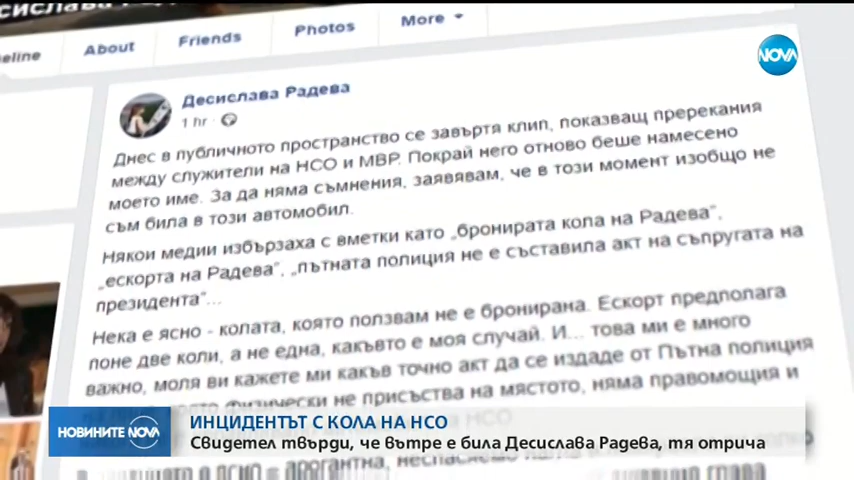 About
Friends
Photos
More
NOVA
Десислава Радева
1 hr
Днес в публичното пространство се завъртя клип, показващ пререкания
между служители на НСО и МВР. Покрай него отново беше намесено
моето име. За да няма съмнения, заявявам, че в този момент изобщо не
съм била в този автомобил.
Някои медии избързаха с вметки като „бронирата кола на Радева",
„ескорта на Радева", „пътната полиция не е съставила акт на съпругата на
президента"...
Нека е ясно - колата, която ползвам не е бронирана. Ескорт предполага
поне две коли, а не една, какъвто е моя случай. И... това ми е много
важно, моля ви кажете ми какъв точно акт да се издаде от Пътна полиция
физически не присъства на мястото, няма правомощия и
НСО
НОВИНИТЕ NOVA
ИНЦИДЕНТЪТ С КОЛА НА НСО
Свидетел твърди, че вътре е била Десислава Радева, тя отрича